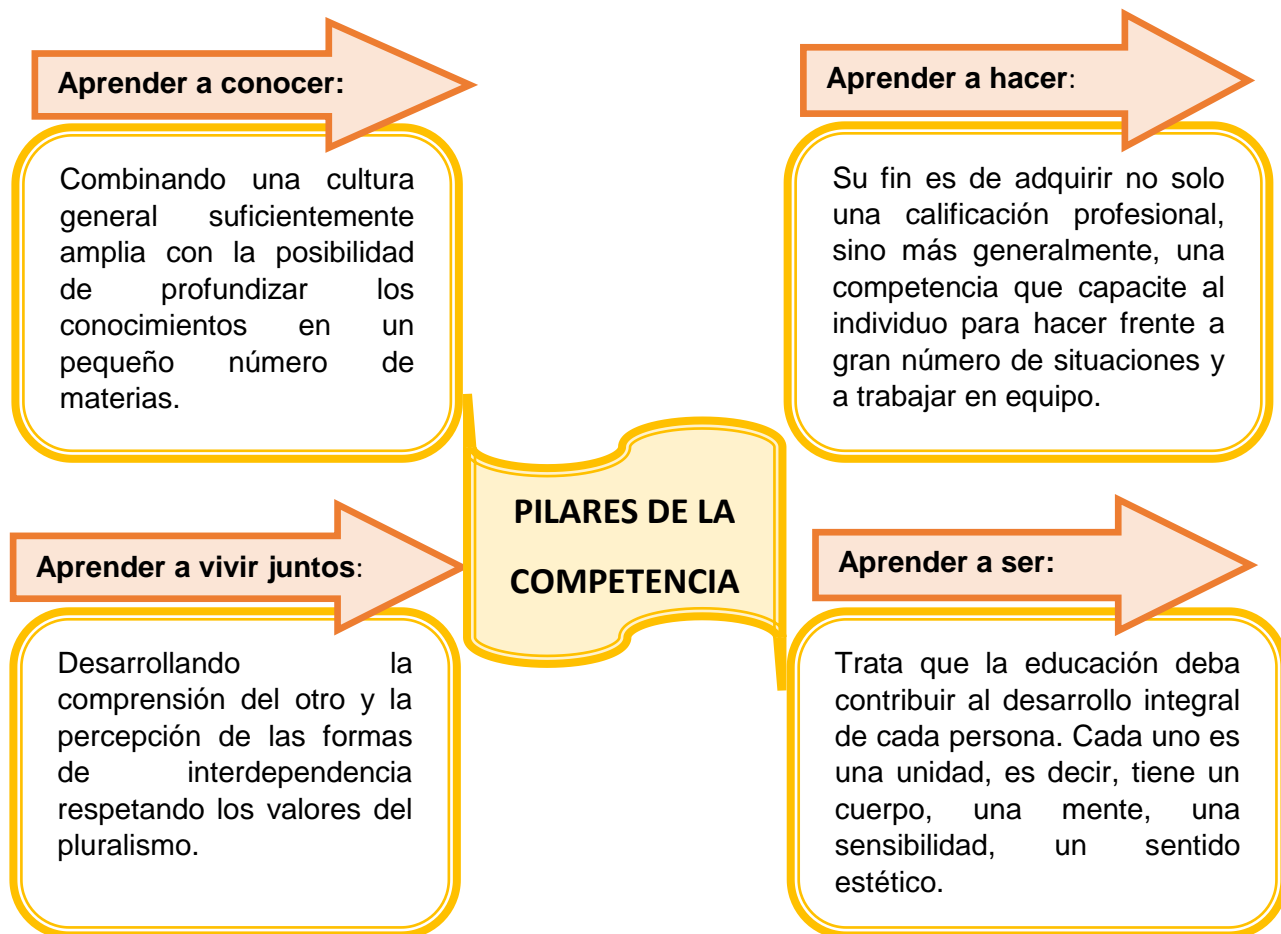 Aprender a conocer:
Combinando una cultura
general suficientemente
amplia con la posibilidad
de profundizar los
conocimientos en un
pequeño número de
materias.
Aprender a hacer:
Su fin es de adquirir no solo
una calificación profesional,
sino más generalmente, una
competencia que capacite al
individuo para hacer frente a
gran número de situaciones y
a trabajar en equipo.
PILARES DE LA
COMPETENCIA
Aprender a vivir juntos:
Desarrollando la
comprensión del otro y la
percepción de las formas
de interdependencia
respetando los valores del
pluralismo.
Aprender a ser:
Trata que la educación deba
contribuir al desarrollo integral
de cada persona. Cada uno es
una unidad, es decir, tiene un
cuerpo, una mente, una
sensibilidad, un sentido
estético.